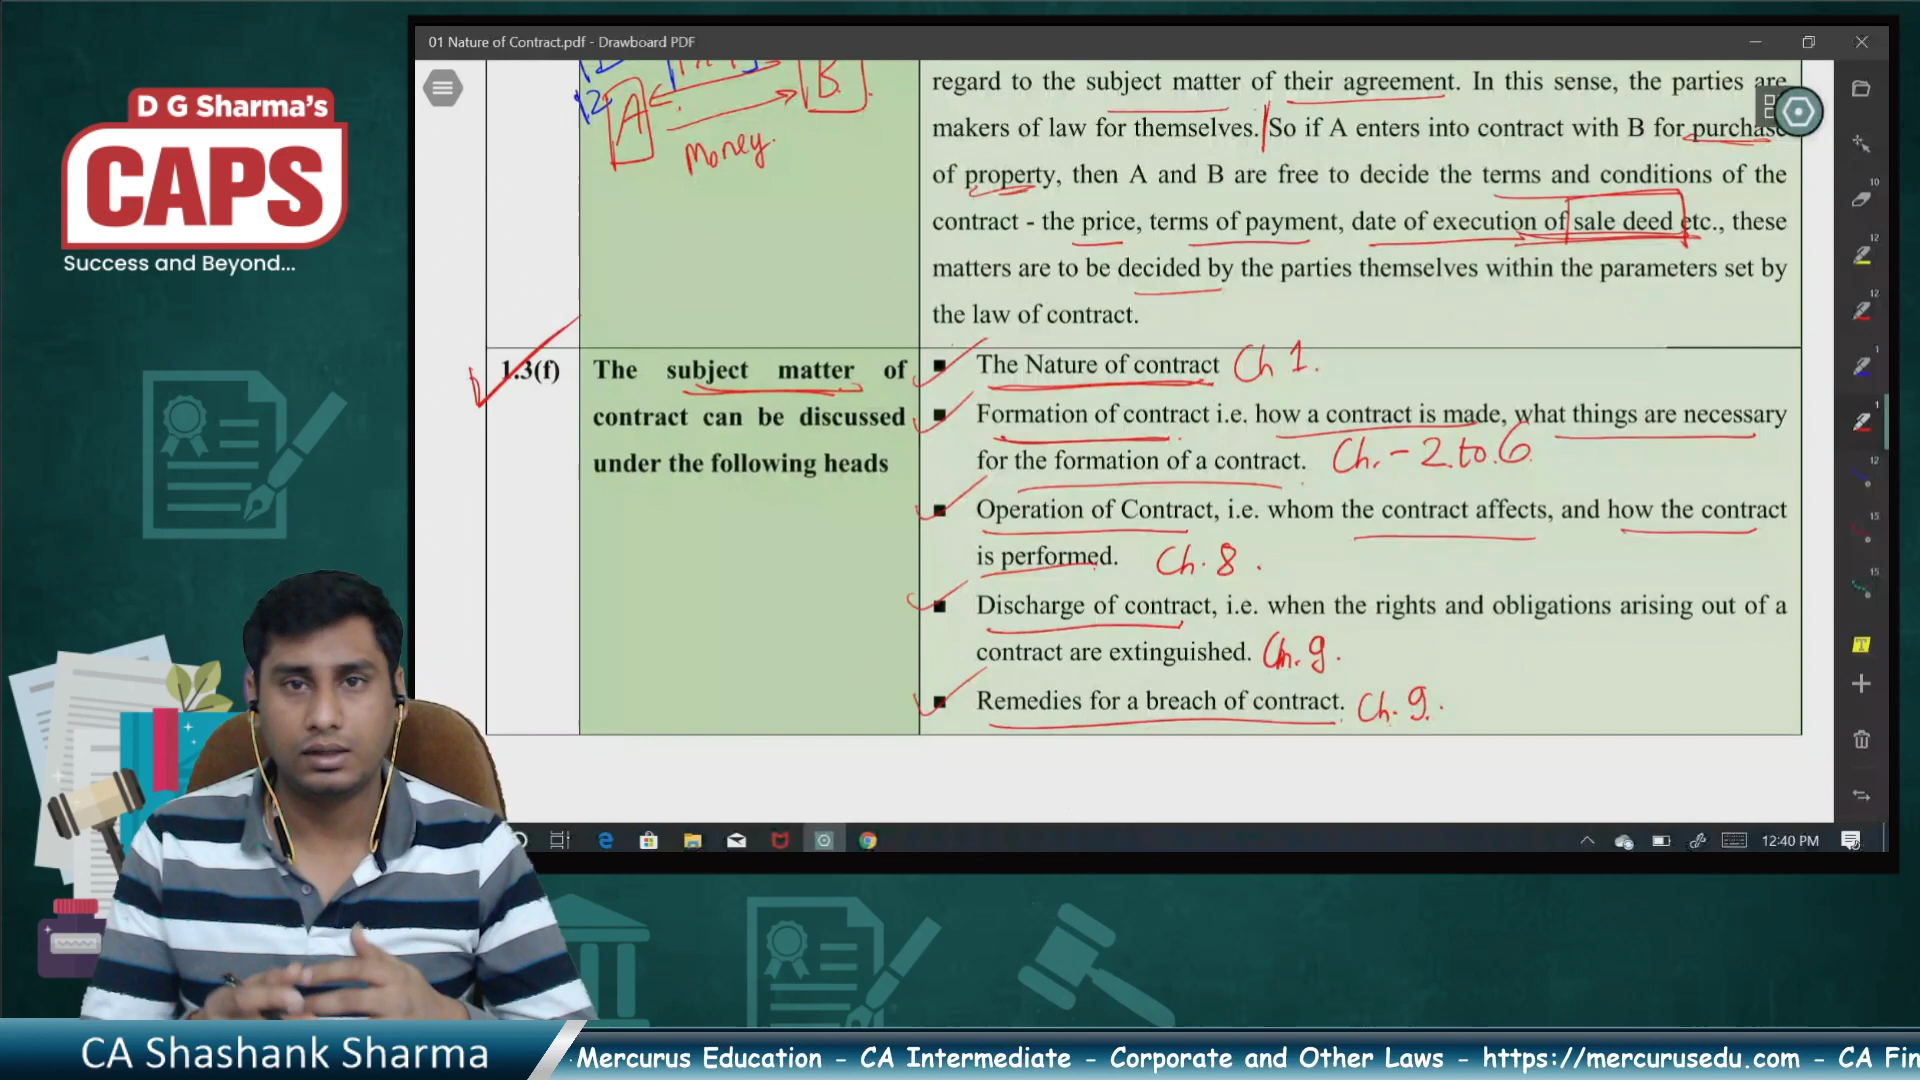 01 Nature of Contract.pdf - Drawboard PDF
D G Sharma's
CAPS
Success and Beyond...
A
B
Money.
regard to the subject matter of their agreement. In this sense, the parties are
makers of law for themselves. So if A enters into contract with B for purchase
of property, then A and B are free to decide the terms and conditions of the
contract - the price, terms of payment, date of execution of sale deed etc., these
matters are to be decided by the parties themselves within the parameters set by
the law of contract.
1.3(f)
The subject matter of
contract can be discussed
under the following heads
■ The Nature of contract Ch 1.
■ Formation of contract i.e. how a contract is made, what things are necessary
for the formation of a contract. Ch. - 2 to 6.
■ Operation of Contract, i.e. whom the contract affects, and how the contract
is performed. Ch. 8.
■ Discharge of contract, i.e. when the rights and obligations arising out of a
contract are extinguished. Ch. 9.
■ Remedies for a breach of contract. Ch. 9.
10
12
12
1
1
12
15
15
T
12:40 PM
CA Shashank Sharma
Mercurus Education - CA Intermediate - Corporate and Other Laws - https://mercurusedu.com - CA Fin